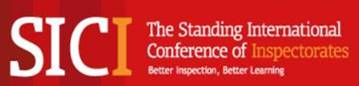 SICI
The Standing International
Conference of Inspectorates
Better Inspection, Better Learning